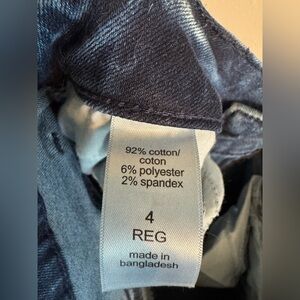 92% cotton/
coton
6% polyester
2% spandex
4
REG
made in
bangladesh